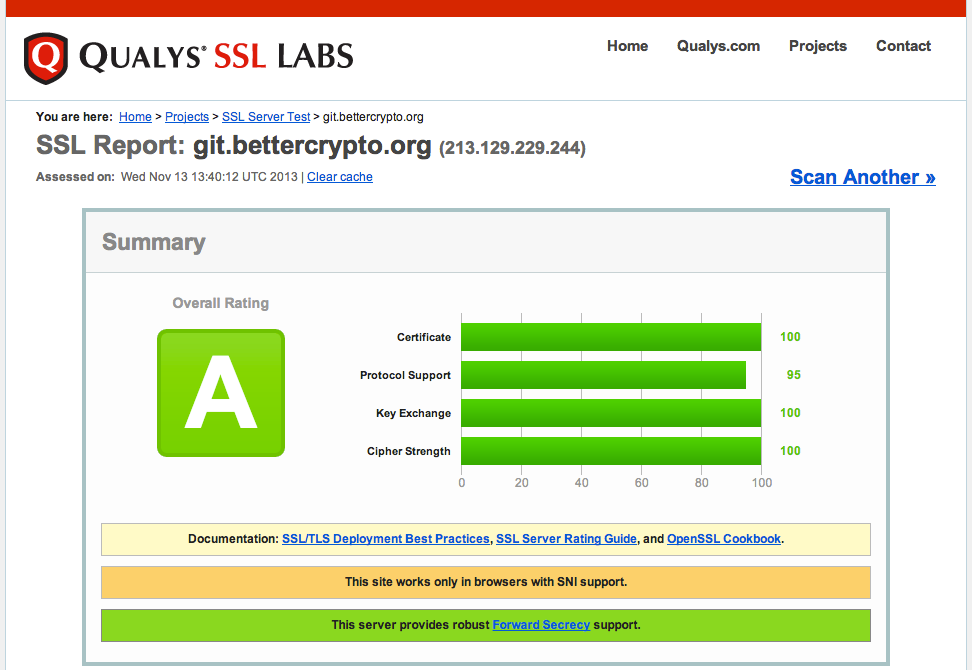 QUALYS® SSL LABS
Home Qualys.com Projects Contact
You are here: Home > Projects > SSL Server Test > git.bettercrypto.org
SSL Report: git.bettercrypto.org (213.129.229.244)
Assessed on: Wed Nov 13 13:40:12 UTC 2013 | Clear cache
Scan Another »
Summary
Overall Rating
A
Certificate 100
Protocol Support 95
Key Exchange 100
Cipher Strength 100
0 20 40 60 80 100
Documentation: SSL/TLS Deployment Best Practices, SSL Server Rating Guide, and OpenSSL Cookbook.
This site works only in browsers with SNI support.
This server provides robust Forward Secrecy support.